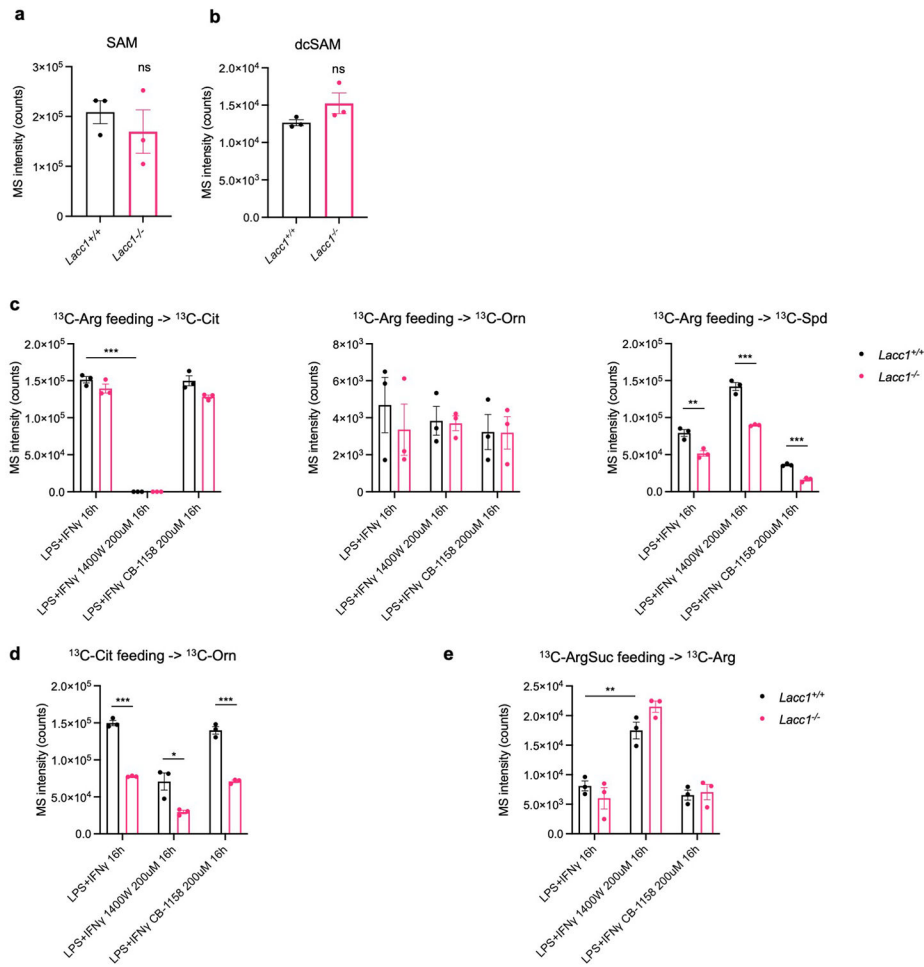 a
SAM
ns
3×10⁵
2×10⁵
1×10⁵
0
MS intensity (counts)
Lacc1+/+
Lacc1-/-
b
dcSAM
ns
2.0×10⁴
1.5×10⁴
1.0×10⁴
5.0×10³
0.0
MS intensity (counts)
Lacc1+/+
Lacc1-/-
c
¹³C-Arg feeding -> ¹³C-Cit
***
2.0×10⁵
1.5×10⁵
1.0×10⁵
5.0×10⁴
0.0
MS intensity (counts)
LPS+IFNγ 16h
LPS+IFNγ 1400W 200uM 16h
LPS+IFNγ CB-1158 200uM 16h
¹³C-Arg feeding -> ¹³C-Orn
8×10³
6×10³
4×10³
2×10³
0
MS intensity (counts)
LPS+IFNγ 16h
LPS+IFNγ 1400W 200uM 16h
LPS+IFNγ CB-1158 200uM 16h
¹³C-Arg feeding -> ¹³C-Spd
**
***
***
2.0×10⁵
1.5×10⁵
1.0×10⁵
5.0×10⁴
0.0
MS intensity (counts)
LPS+IFNγ 16h
LPS+IFNγ 1400W 200uM 16h
LPS+IFNγ CB-1158 200uM 16h
Lacc1+/+
Lacc1-/-
d
¹³C-Cit feeding -> ¹³C-Orn
***
*
***
2.0×10⁵
1.5×10⁵
1.0×10⁵
5.0×10⁴
0.0
MS intensity (counts)
LPS+IFNγ 16h
LPS+IFNγ 1400W 200uM 16h
LPS+IFNγ CB-1158 200uM 16h
e
¹³C-ArgSuc feeding -> ¹³C-Arg
**
2.5×10⁴
2.0×10⁴
1.5×10⁴
1.0×10⁴
5.0×10³
0.0
MS intensity (counts)
LPS+IFNγ 16h
LPS+IFNγ 1400W 200uM 16h
LPS+IFNγ CB-1158 200uM 16h
Lacc1+/+
Lacc1-/-